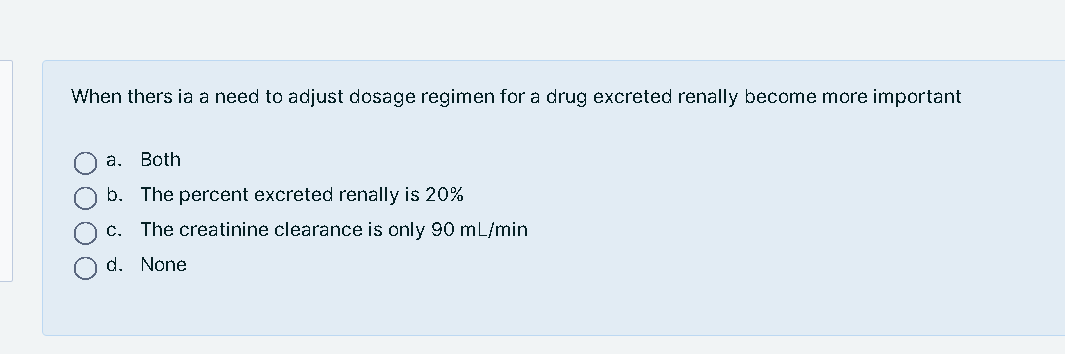 When thers ia a need to adjust dosage regimen for a drug excreted renally become more important
a. Both
b. The percent excreted renally is 20%
c. The creatinine clearance is only 90 mL/min
d. None